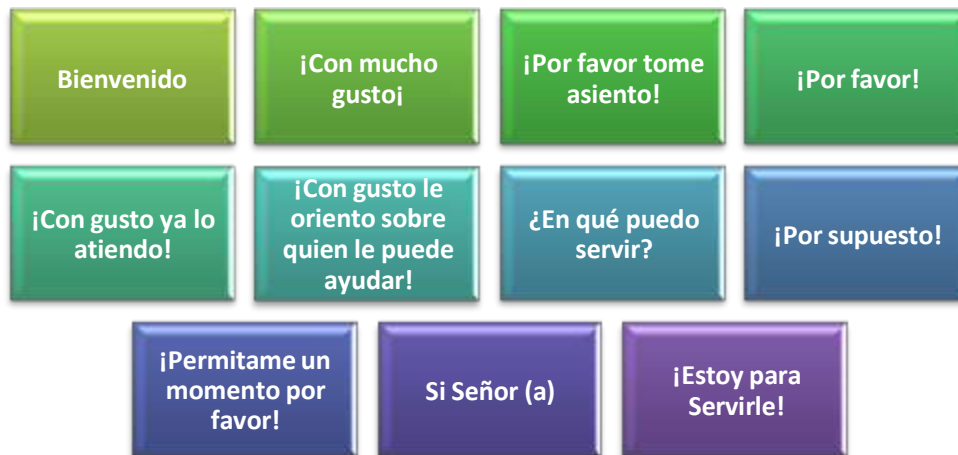 Bienvenido
¡Con mucho
gusto¡
¡Por favor tome
asiento!
¡Por favor!
¡Con gusto ya lo
atiendo!
¡Con gusto le
oriento sobre
quien le puede
ayudar!
¿En qué puedo
servir?
¡Por supuesto!
¡Permitame un
momento por
favor!
Si Señor (a)
¡Estoy para
Servirle!